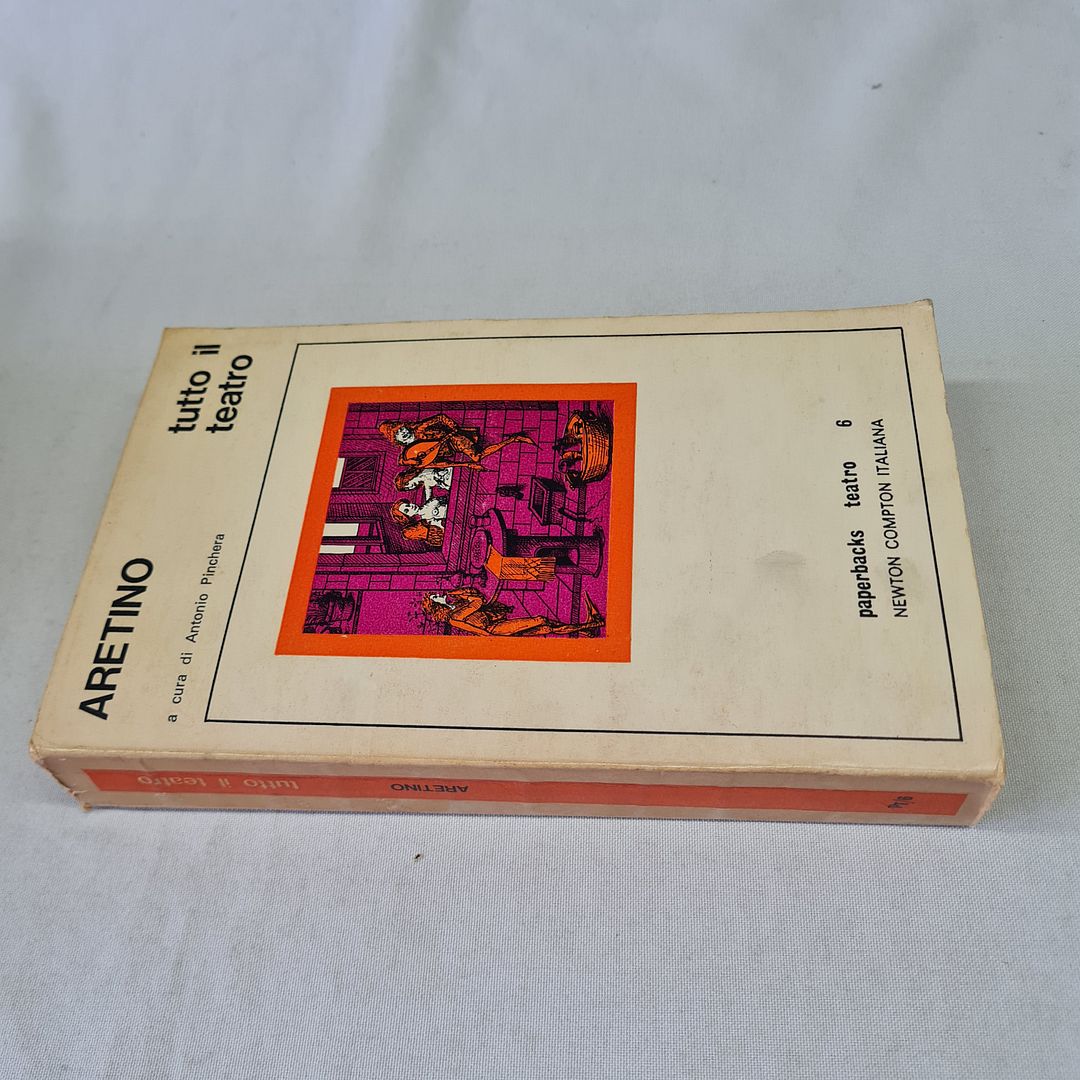 ARETINO
tutto il
teatro
a cura di Antonio Pinchera
paperbacks teatro 6
NEWTON COMPTON ITALIANA
tutto il teatro
ARETINO